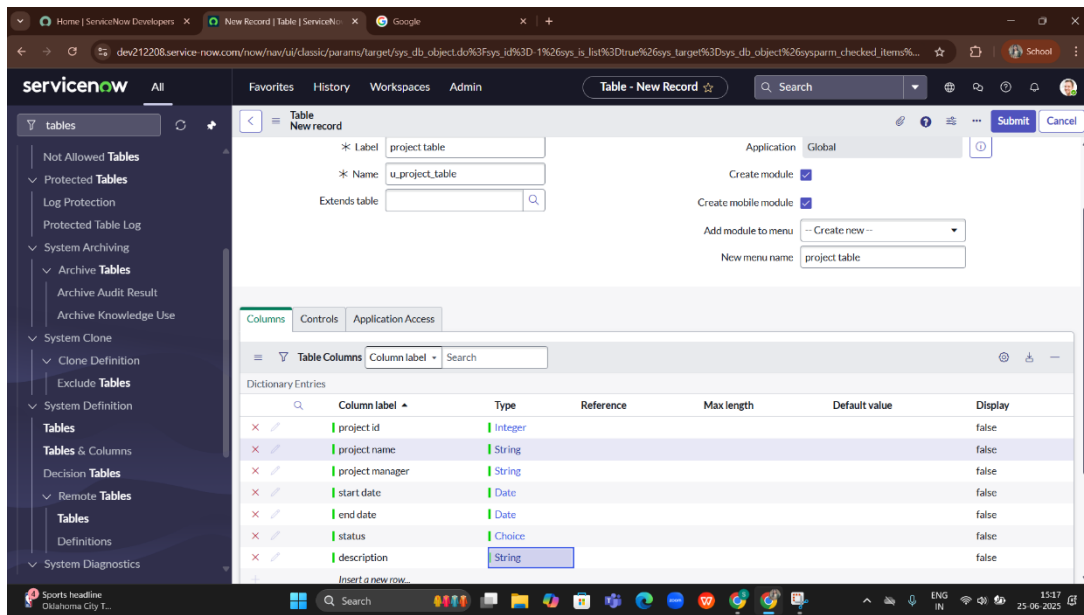 Home | ServiceNow Developers
New Record | Table | ServiceNo
Google
dev212208.service-now.com/now/nav/ui/classic/params/target/sys_db_object.do%3Fsys_id%3D-1%26sys_is_list%3Dtrue%26sys_target%3Dsys_db_object%26sysparm_checked_items%...
School
servicenow
All
Favorites History Workspaces Admin
Table - New Record
Search
tables
Not Allowed Tables
Protected Tables
Log Protection
Protected Table Log
System Archiving
Archive Tables
Archive Audit Result
Archive Knowledge Use
System Clone
Clone Definition
Exclude Tables
System Definition
Tables
Tables & Columns
Decision Tables
Remote Tables
Tables
Definitions
System Diagnostics
Table
New record
Submit Cancel
Label project table
Name u_project_table
Extends table
Application Global
Create module
Create mobile module
Add module to menu -- Create new --
New menu name project table
Columns Controls Application Access
Table Columns Column label Search
Dictionary Entries
Column label Type Reference Max length Default value Display
project id Integer false
project name String false
project manager String false
start date Date false
end date Date false
status Choice false
description String false
Insert a new row...
4
Sports headline
Oklahoma City T...
Search
ENG
IN
15:17
25-06-2025